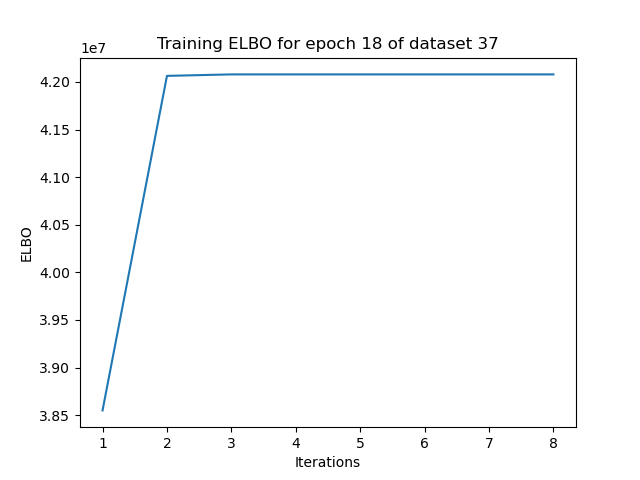 Training ELBO for epoch 18 of dataset 37
1e7
4.20
4.15
4.10
4.05
4.00
3.95
3.90
3.85
ELBO
1 2 3 4 5 6 7 8
Iterations